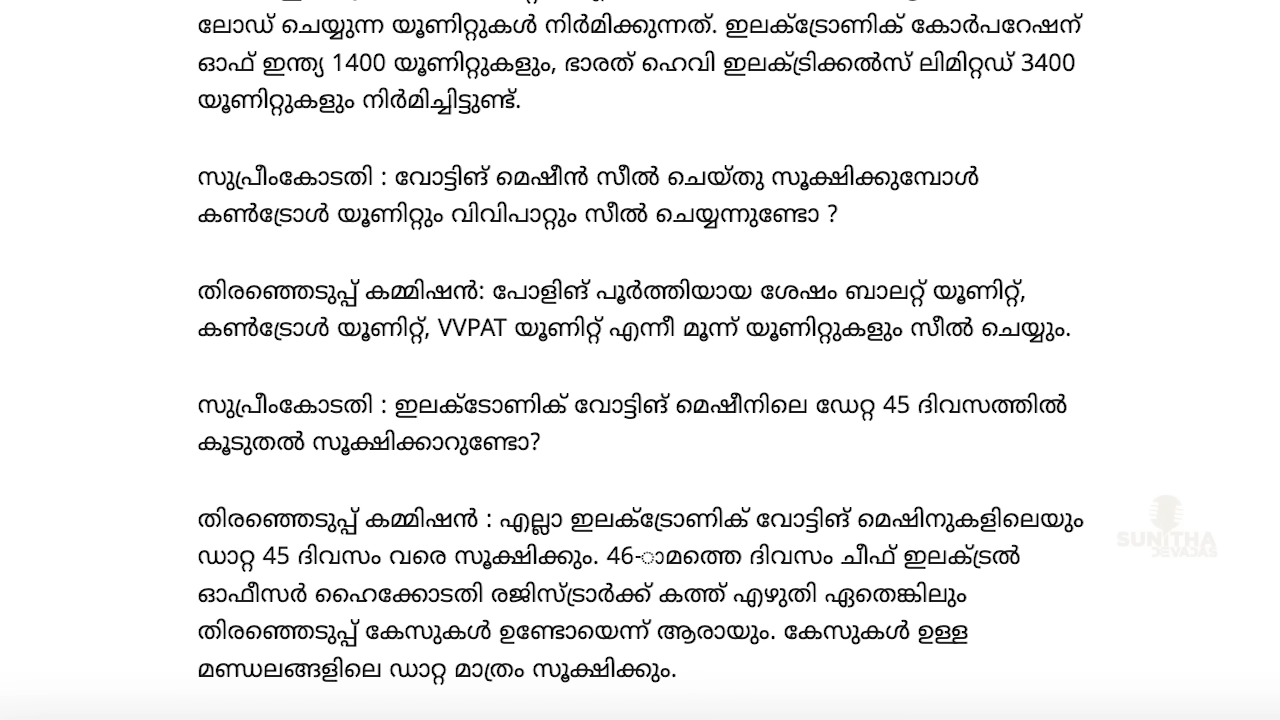 ലോഡ് ചെയ്യുന്ന യൂണിറ്റുകൾ നിർമിക്കുന്നത്. ഇലക്ട്രോണിക് കോർപറേഷന്
ഓഫ് ഇന്ത്യ 1400 യൂണിറ്റുകളും, ഭാരത് ഹെവി ഇലക്ട്രിക്കൽസ് ലിമിറ്റഡ് 3400
യൂണിറ്റുകളും നിർമിച്ചിട്ടുണ്ട്.
സുപ്രീംകോടതി : വോട്ടിങ് മെഷീൻ സീൽ ചെയ്തു സൂക്ഷിക്കുമ്പോൾ
കൺട്രോൾ യൂണിറ്റും വിവിപാറ്റും സീൽ ചെയ്യന്നുണ്ടോ ?
തിരഞ്ഞെടുപ്പ് കമ്മിഷൻ: പോളിങ് പൂർത്തിയായ ശേഷം ബാലറ്റ് യൂണിറ്റ്,
കൺട്രോൾ യൂണിറ്റ്, VVPAT യൂണിറ്റ് എന്നീ മൂന്ന് യൂണിറ്റുകളും സീൽ ചെയ്യും.
സുപ്രീംകോടതി : ഇലക്ടോണിക് വോട്ടിങ് മെഷീനിലെ ഡേറ്റ 45 ദിവസത്തിൽ
കൂടുതൽ സൂക്ഷിക്കാറുണ്ടോ?
തിരഞ്ഞെടുപ്പ് കമ്മിഷൻ : എല്ലാ ഇലക്ട്രോണിക് വോട്ടിങ് മെഷിനുകളിലെയും
ഡാറ്റ 45 ദിവസം വരെ സൂക്ഷിക്കും. 46-ാമത്തെ ദിവസം ചീഫ് ഇലക്ട്രൽ
ഓഫീസർ ഹൈക്കോടതി രജിസ്ട്രാർക്ക് കത്ത് എഴുതി ഏതെങ്കിലും
തിരഞ്ഞെടുപ്പ് കേസുകൾ ഉണ്ടോയെന്ന് ആരായും. കേസുകൾ ഉള്ള
മണ്ഡലങ്ങളിലെ ഡാറ്റ മാത്രം സൂക്ഷിക്കും.
SUNITHA
DEVADAS